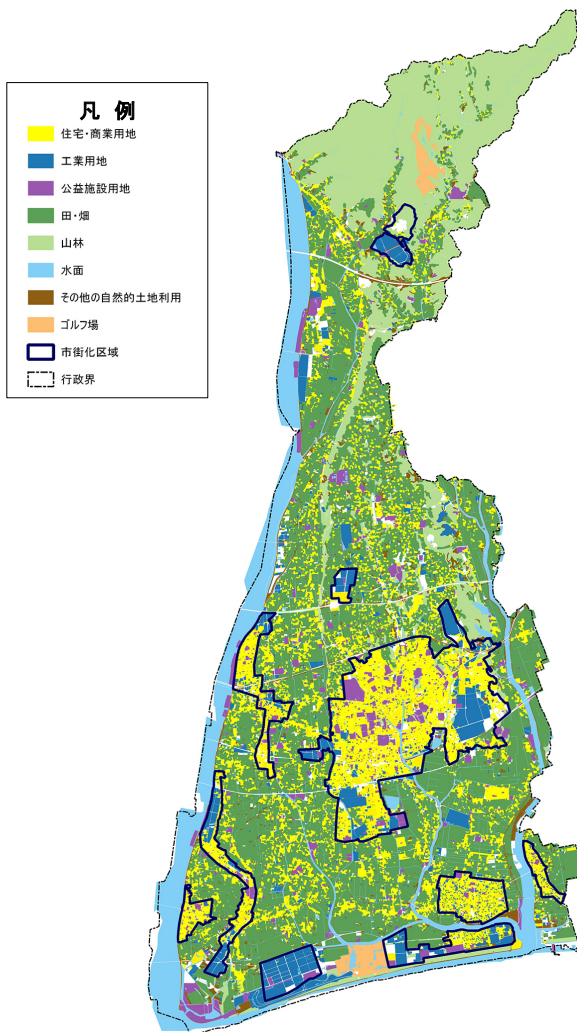 凡 例
住宅・商業用地
工業用地
公益施設用地
田・畑
山林
水面
その他の自然的土地利用
ゴルフ場
市街化区域
行政界